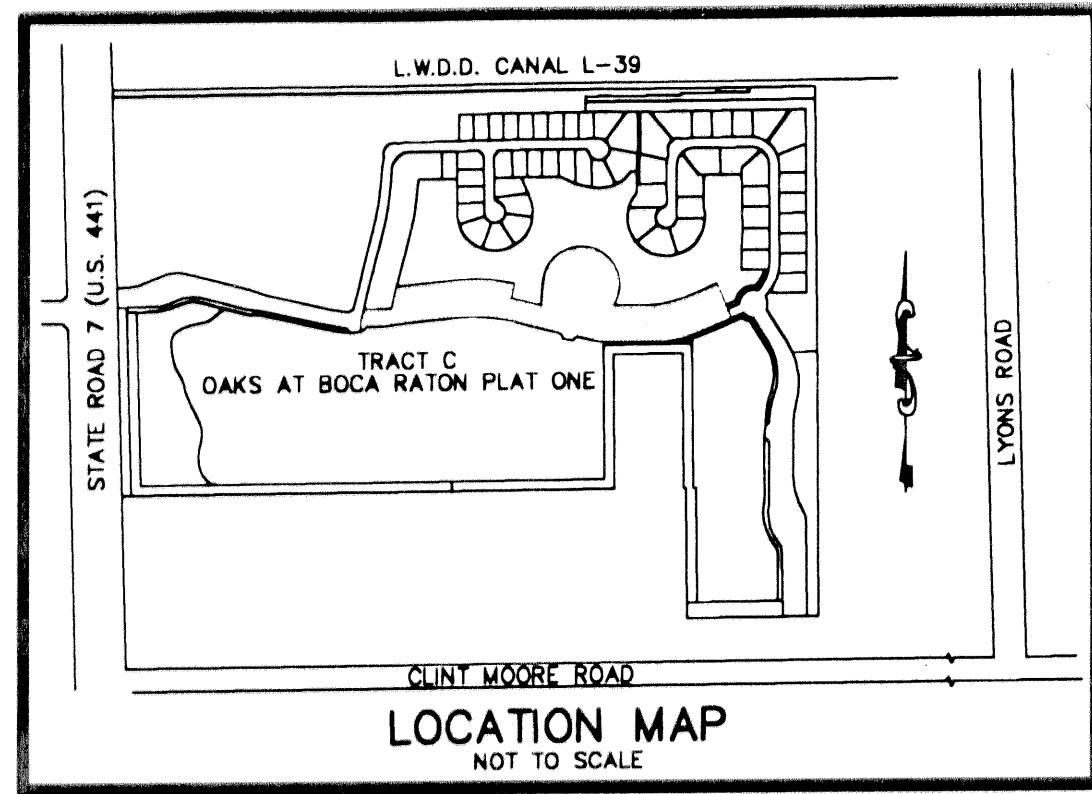 L.W.D.D. CANAL L-39
STATE ROAD 7 (U.S. 441)
TRACT C
OAKS AT BOCA RATON PLAT ONE
LYONS ROAD
CLINT MOORE ROAD
LOCATION MAP
NOT TO SCALE